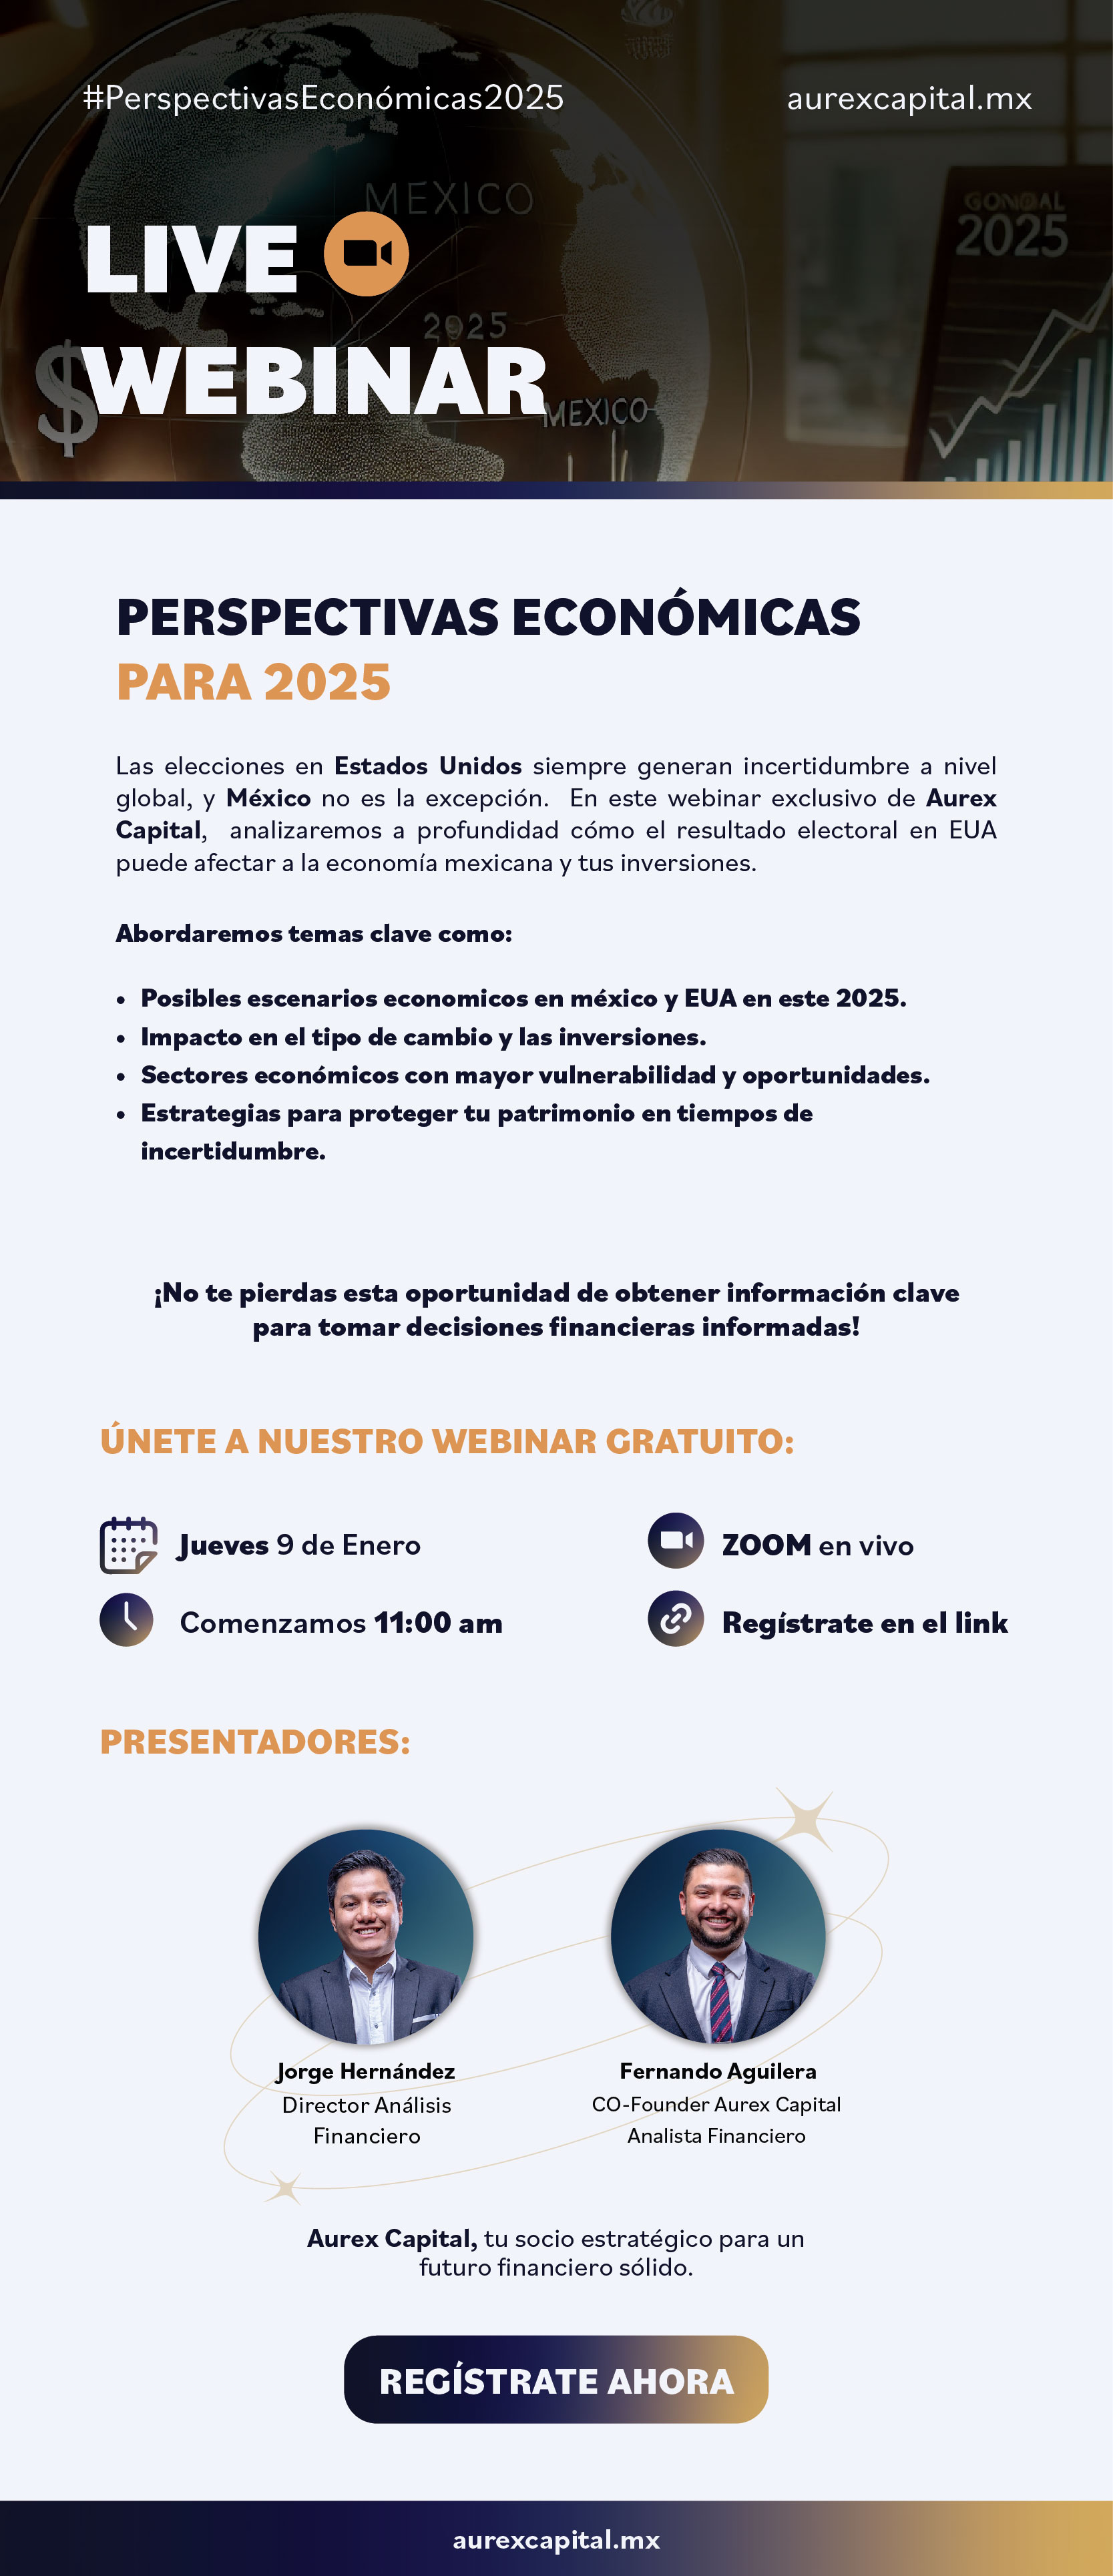 #PerspectivasEconómicas2025
aurexcapital.mx
MEXICO
GONDAL
2025
LIVE
2025
$
WEBINAR
MEXICO
PERSPECTIVAS ECONÓMICAS
PARA 2025
Las elecciones en Estados Unidos siempre generan incertidumbre a nivel
global, y México no es la excepción. En este webinar exclusivo de Aurex
Capital, analizaremos a profundidad cómo el resultado electoral en EUA
puede afectar a la economía mexicana y tus inversiones.
Abordaremos temas clave como:
• Posibles escenarios economicos en méxico y EUA en este 2025.
• Impacto en el tipo de cambio y las inversiones.
• Sectores económicos con mayor vulnerabilidad y oportunidades.
• Estrategias para proteger tu patrimonio en tiempos de
incertidumbre.
¡No te pierdas esta oportunidad de obtener información clave
para tomar decisiones financieras informadas!
ÚNETE A NUESTRO WEBINAR GRATUITO:
Jueves 9 de Enero
ZOOM en vivo
Comenzamos 11:00 am
Regístrate en el link
PRESENTADORES:
Jorge Hernández
Director Análisis
Financiero
Fernando Aguilera
CO-Founder Aurex Capital
Analista Financiero
Aurex Capital, tu socio estratégico para un
futuro financiero sólido.
REGÍSTRATE AHORA
aurexcapital.mx